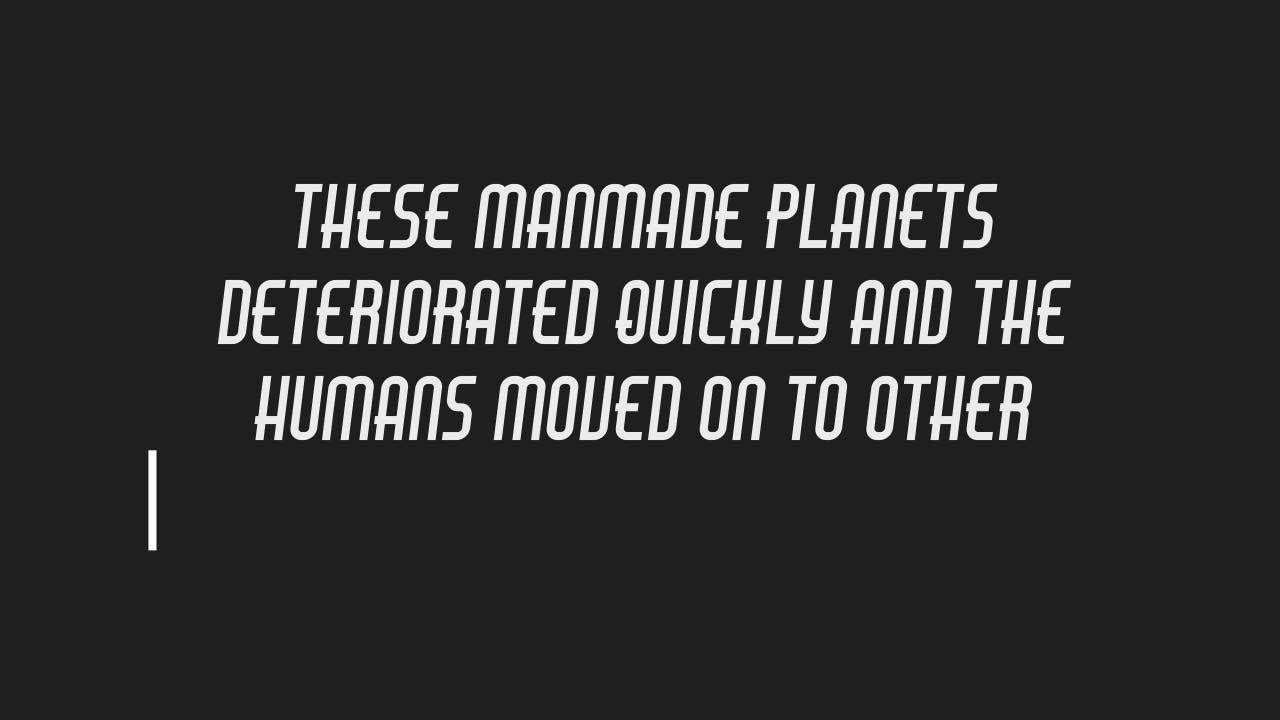 THESE MANMADE PLANETS
DETERIORATED QUICKLY AND THE
HUMANS MOVED ON TO OTHER